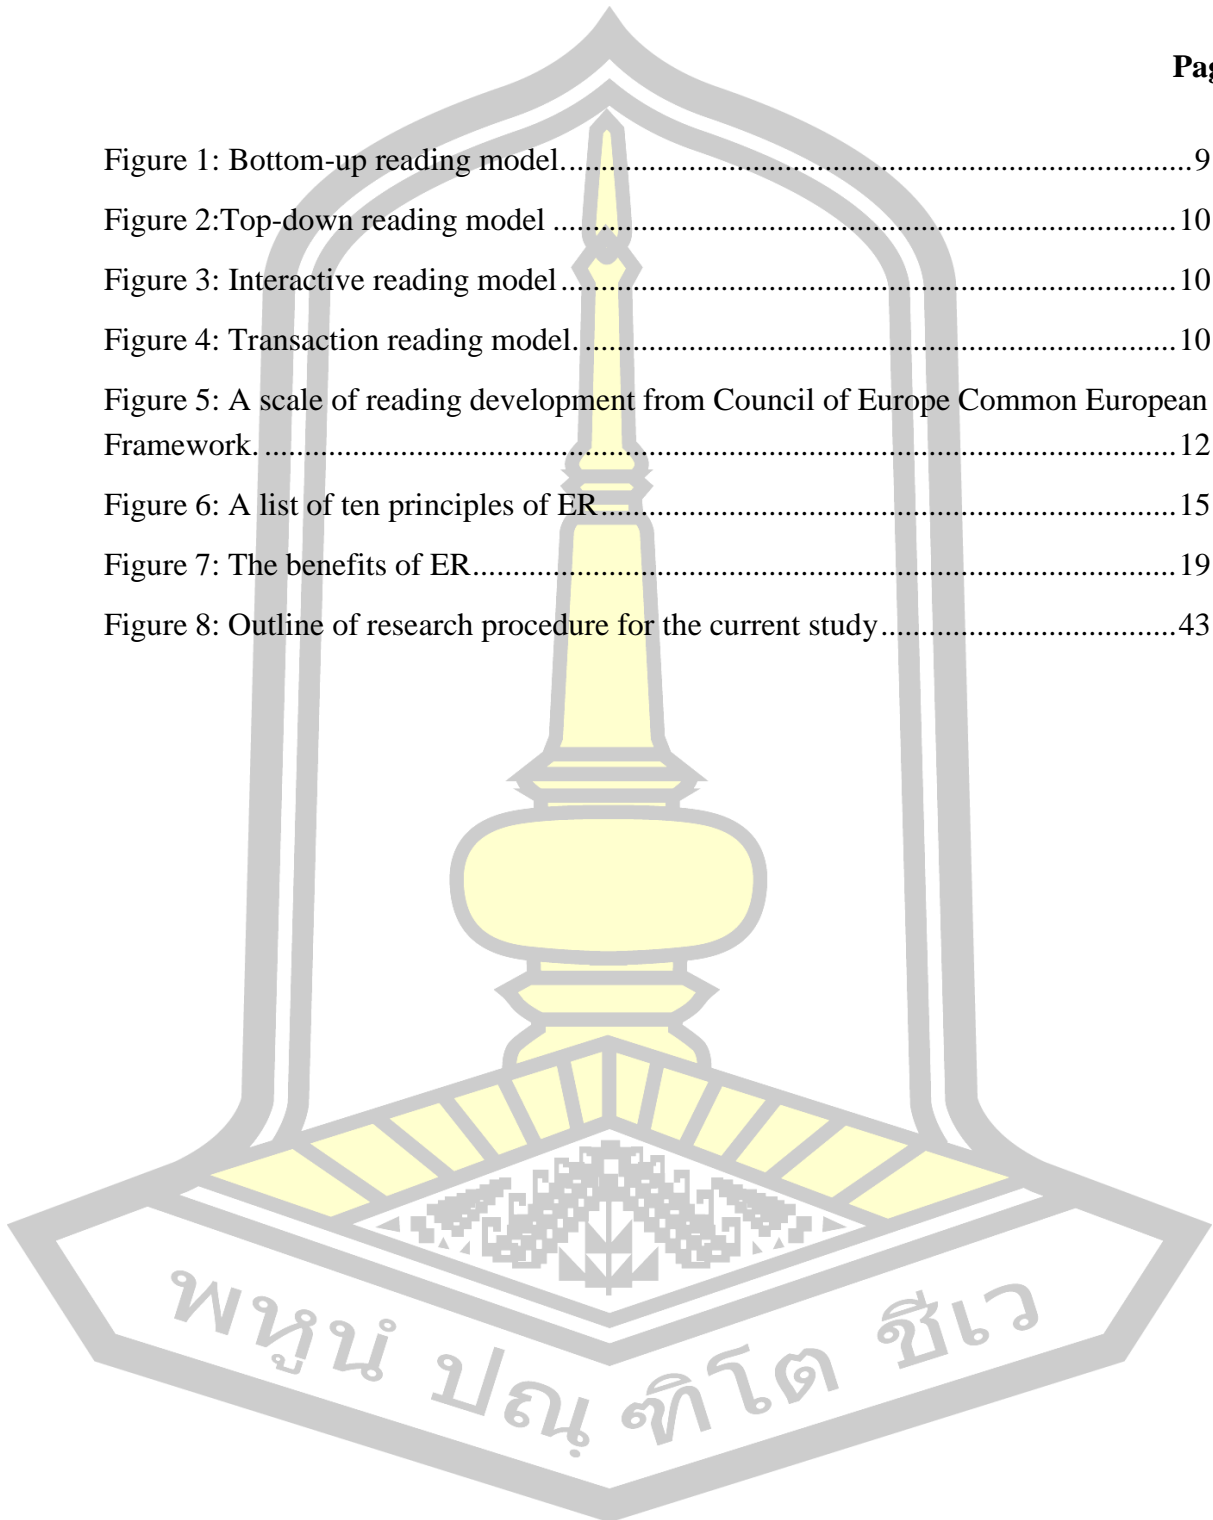 Pag
Figure 1: Bottom-up reading model. ........................................................................................9
Figure 2:Top-down reading model ........................................................................................10
Figure 3: Interactive reading model ........................................................................................10
Figure 4: Transaction reading model. ........................................................................................10
Figure 5: A scale of reading development from Council of Europe Common European
Framework. ........................................................................................12
Figure 6: A list of ten principles of ER ........................................................................................15
Figure 7: The benefits of ER ........................................................................................19
Figure 8: Outline of research procedure for the current study ........................................43
พหูนํ ปณฺฑิโต ชีเว